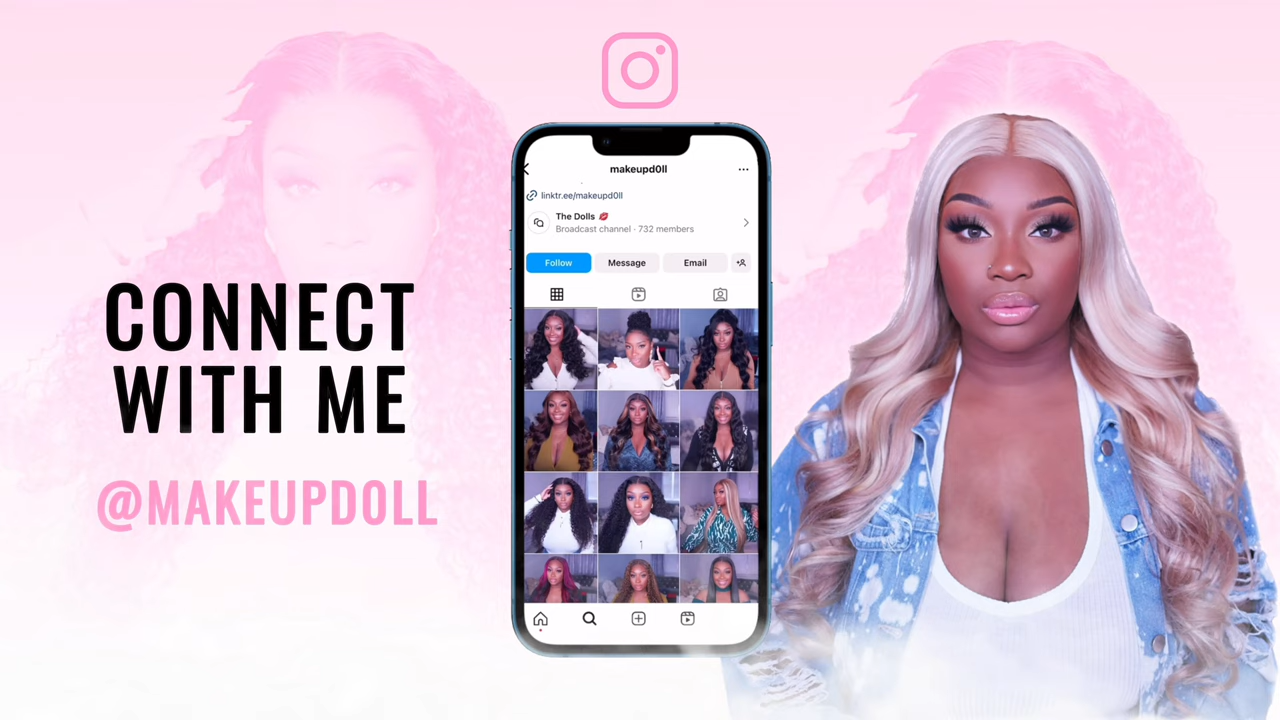 CONNECT
WITH ME
@MAKEUPDOLL
makeupd0ll
linktr.ee/makeupd0ll
The Dolls 💋
Broadcast channel · 732 members
Follow
Message
Email